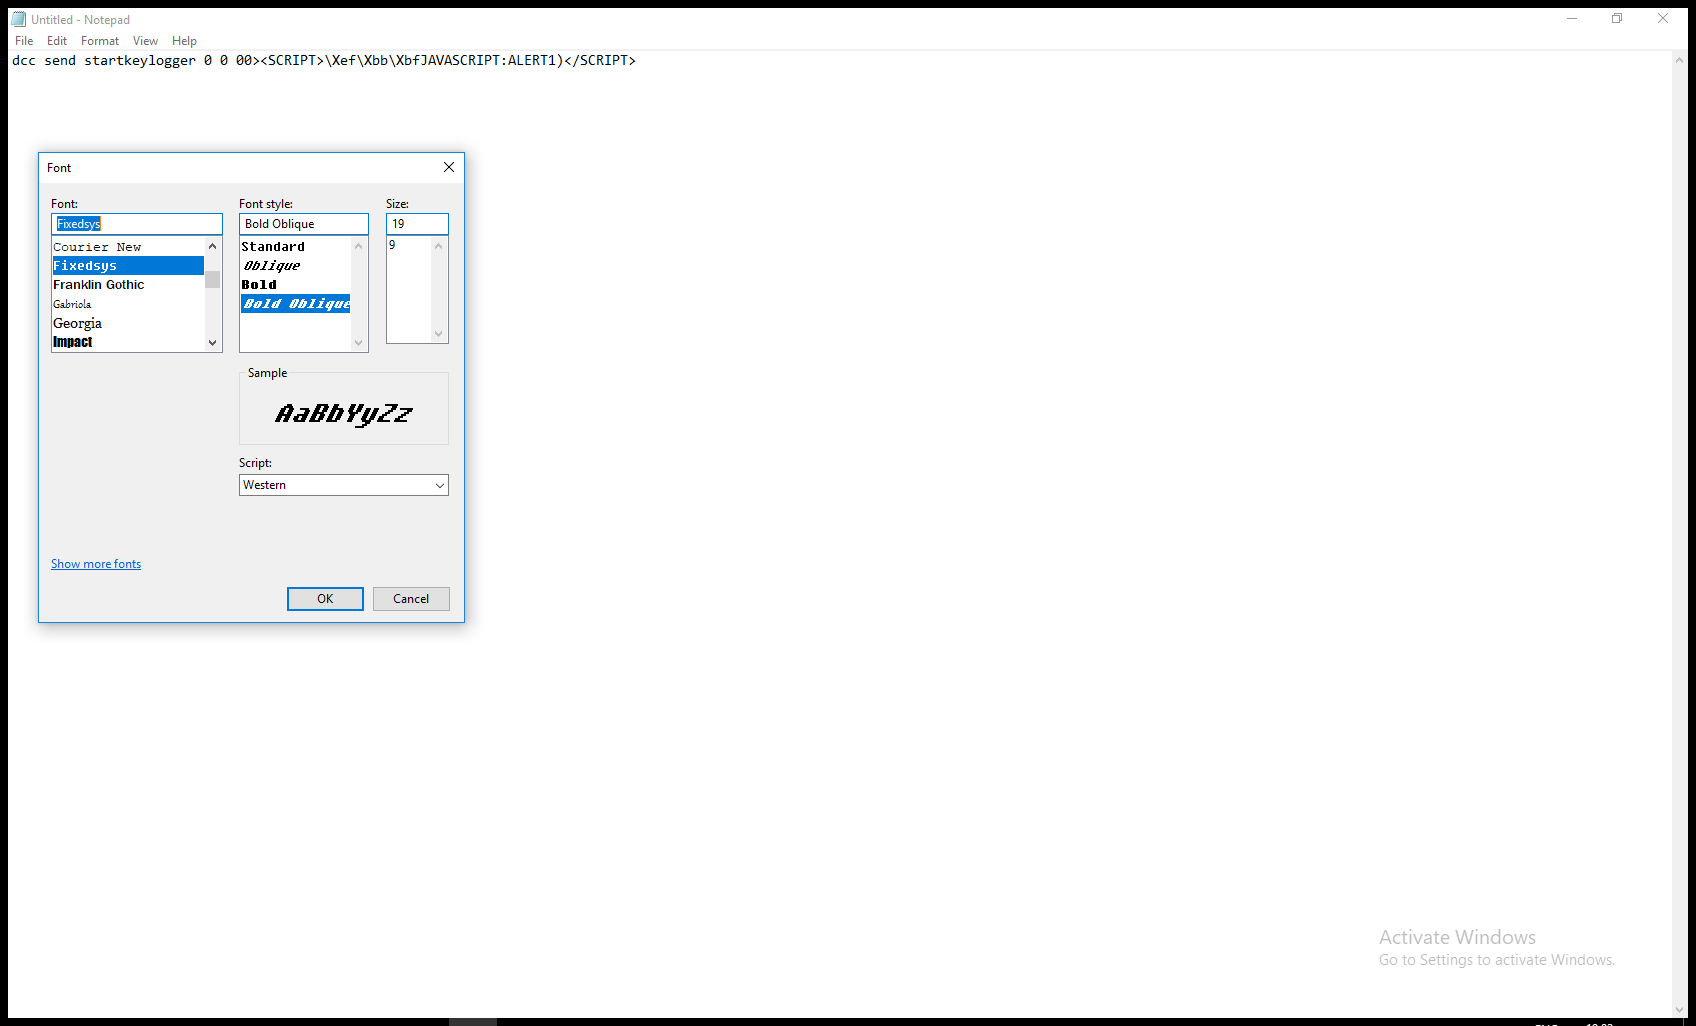 Untitled - Notepad
File Edit Format View Help
dcc send startkeylogger 0 0 00><SCRIPT>\Xef\Xbb\XbfJAVASCRIPT:ALERT1)</SCRIPT>
Font
Font: Font style: Size:
Fixedsys Bold Oblique 19
Courier New Standard 9
Fixedsys Oblique
Franklin Gothic Bold
Gabriola Bold Oblique
Georgia
Impact
Sample
AaBbYyZz
Script:
Western
Show more fonts
OK Cancel
Activate Windows
Go to Settings to activate Windows.